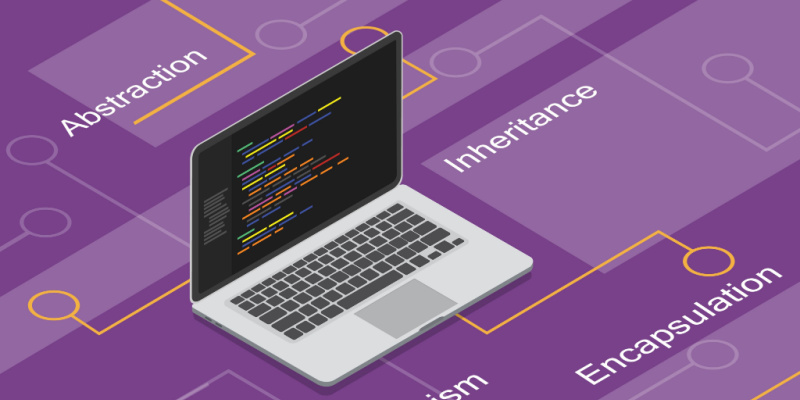 Abstraction
Inheritance
Encapsulation
ism